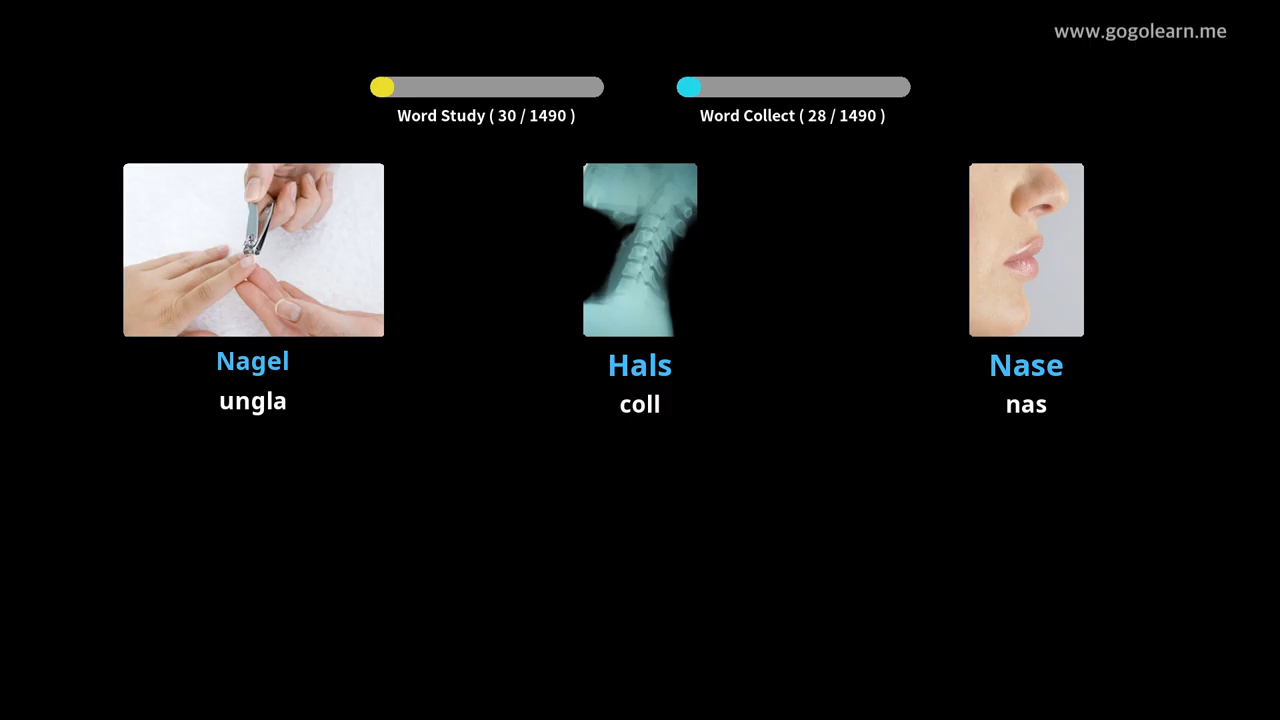 www.gogolearn.me
Word Study ( 30 / 1490 )
Word Collect ( 28 / 1490 )
Nagel
ungla
Hals
coll
Nase
nas